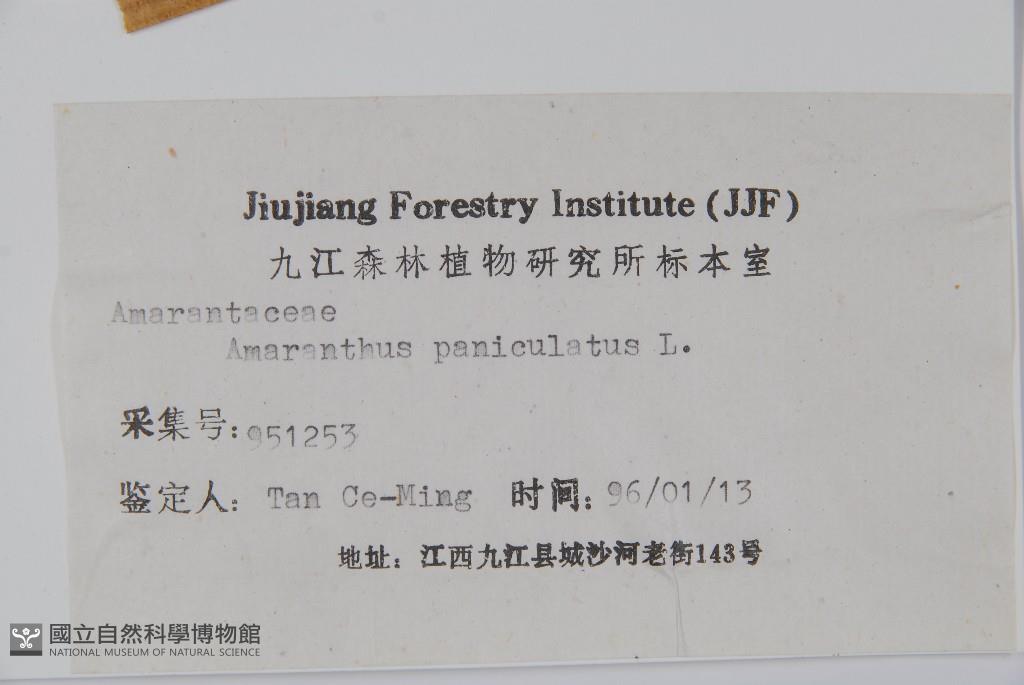 Jiujiang Forestry Institute (JJF)
九江森林植物研究所标本室
Amarantaceae
Amaranthus paniculatus L.
采集号: 951253
鉴定人: Tan Ce-Ming 时间: 96/01/13
地址: 江西九江县城沙河老街143号
國立自然科學博物館
NATIONAL MUSEUM OF NATURAL SCIENCE